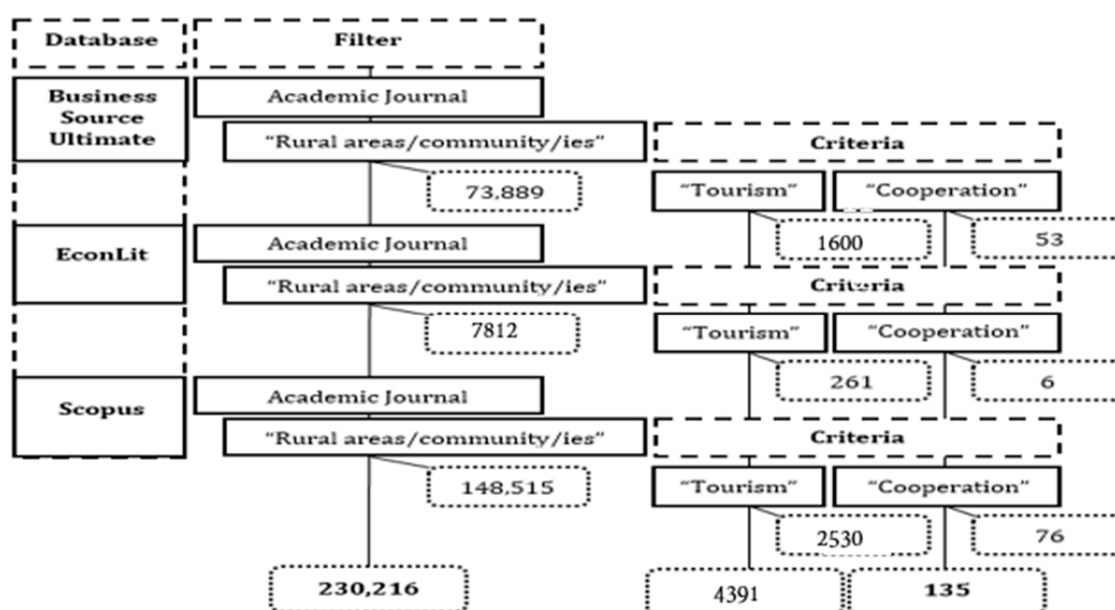 Database
Filter
Business
Source
Ultimate
Academic Journal
"Rural areas/community/ies"
73,889
Criteria
"Tourism"
"Cooperation"
1600
53
EconLit
Academic Journal
"Rural areas/community/ies"
7812
Criteria
"Tourism"
"Cooperation"
261
6
Scopus
Academic Journal
"Rural areas/community/ies"
148,515
Criteria
"Tourism"
"Cooperation"
2530
76
230,216
4391
135